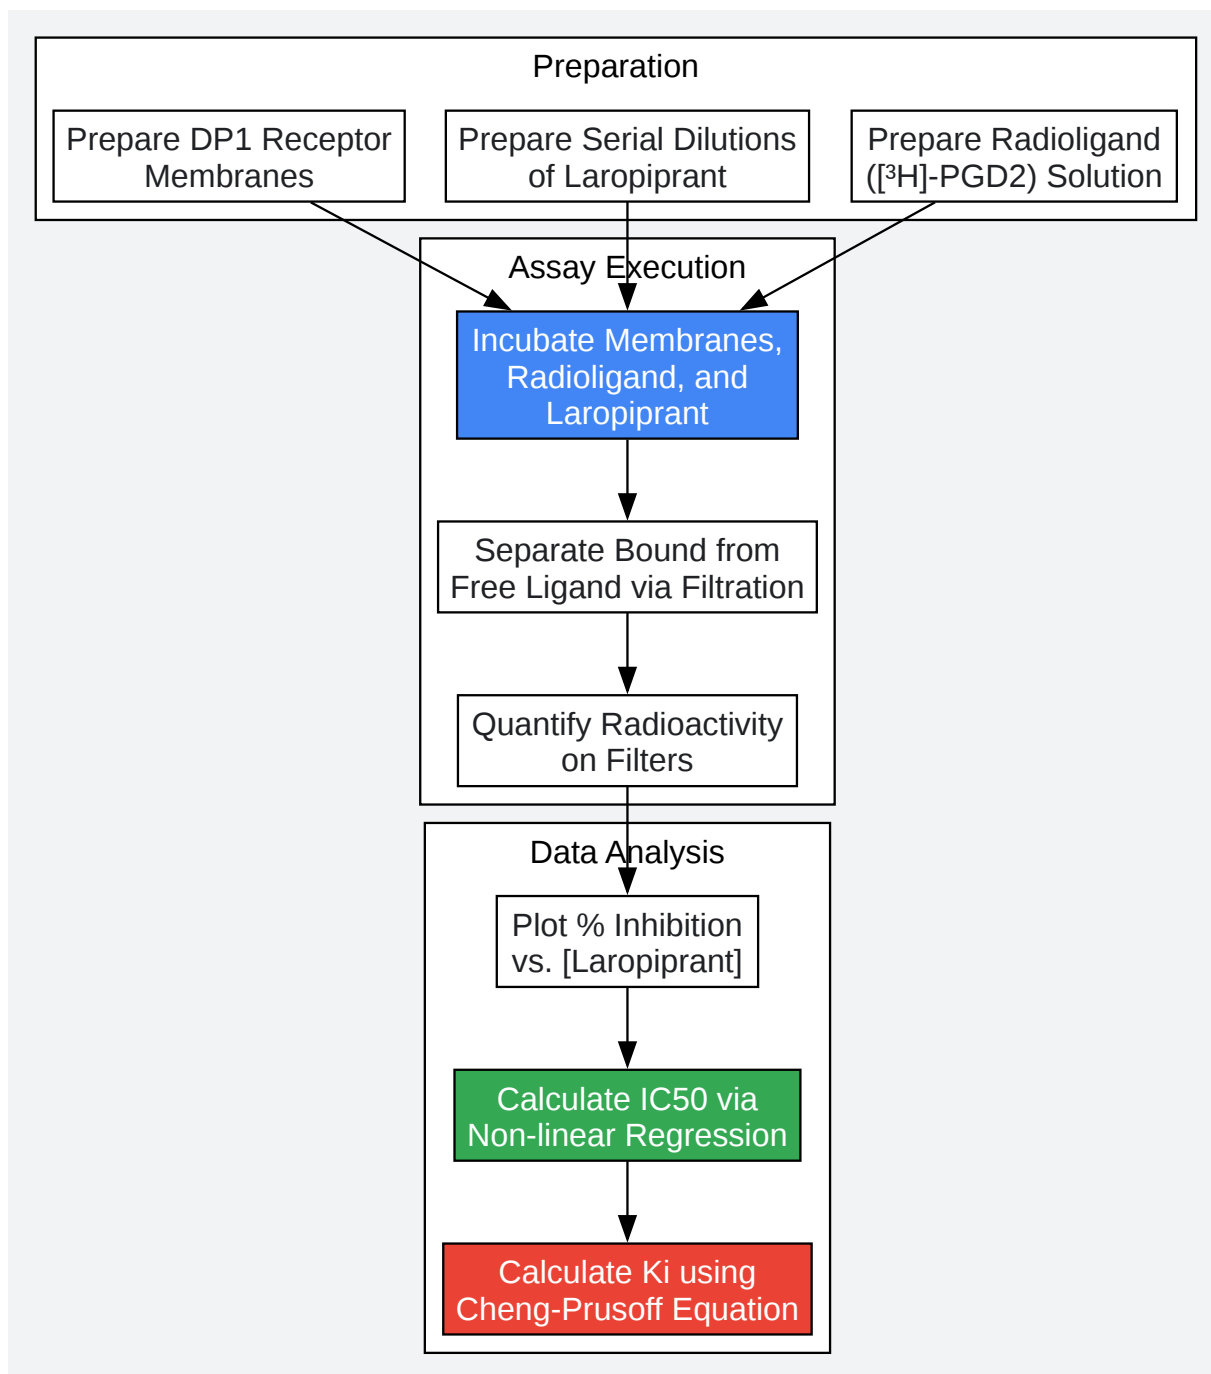 Preparation
Prepare DP1 Receptor
Membranes
Prepare Serial Dilutions
of Laropiprant
Prepare Radioligand
([³H]-PGD2) Solution
Assay Execution
Incubate Membranes,
Radioligand, and
Laropiprant
Separate Bound from
Free Ligand via Filtration
Quantify Radioactivity
on Filters
Data Analysis
Plot % Inhibition
vs. [Laropiprant]
Calculate IC50 via
Non-linear Regression
Calculate Ki using
Cheng-Prusoff Equation